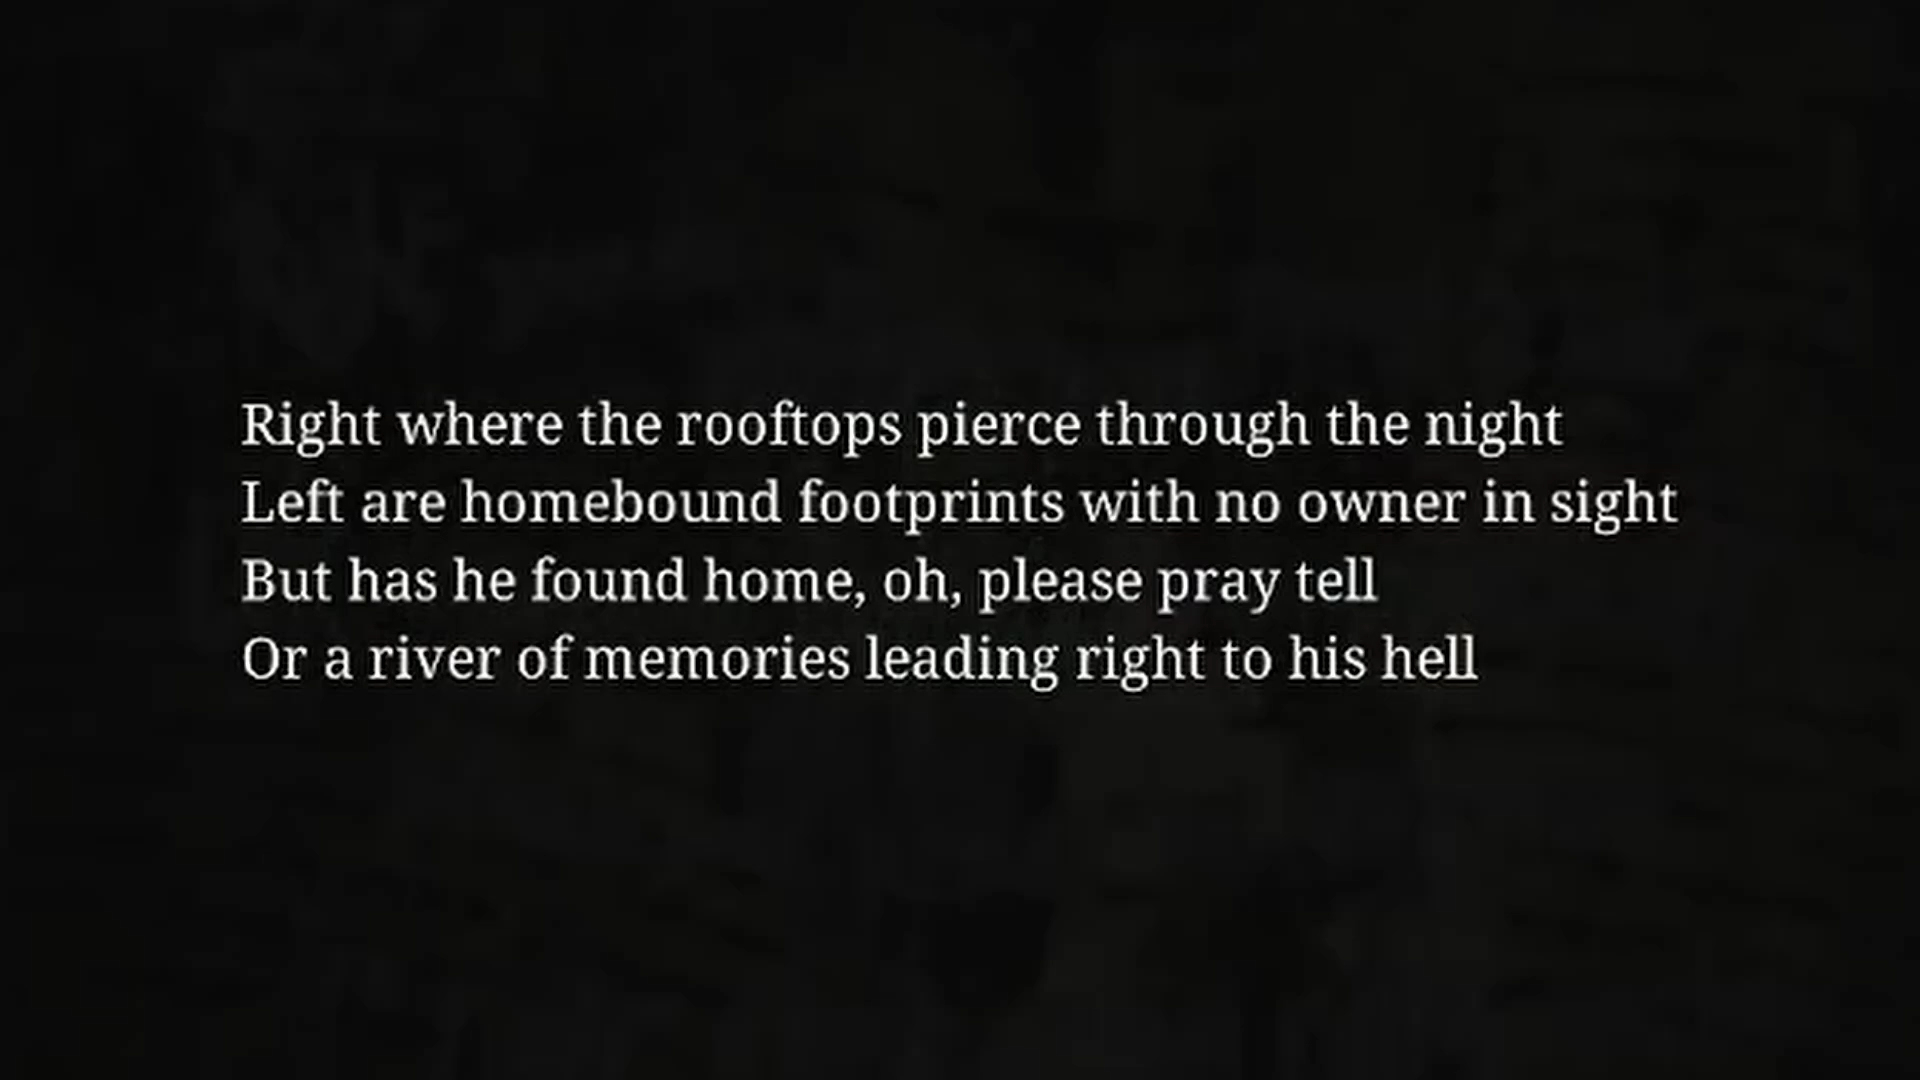 Right where the rooftops pierce through the night
Left are homebound footprints with no owner in sight
But has he found home, oh, please pray tell
Or a river of memories leading right to his hell